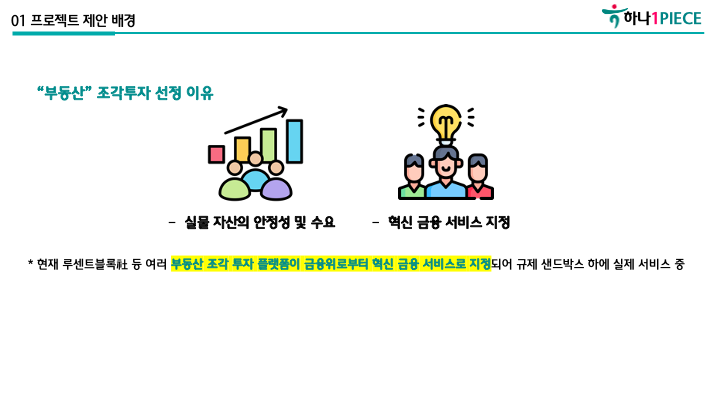 01 프로젝트 제안 배경
하나1PIECE
“부동산” 조각투자 선정 이유
- 실물 자산의 안정성 및 수요
- 혁신 금융 서비스 지정
* 현재 루센트블록社 등 여러 부동산 조각 투자 플랫폼이 금융위로부터 혁신 금융 서비스로 지정되어 규제 샌드박스 하에 실제 서비스 중